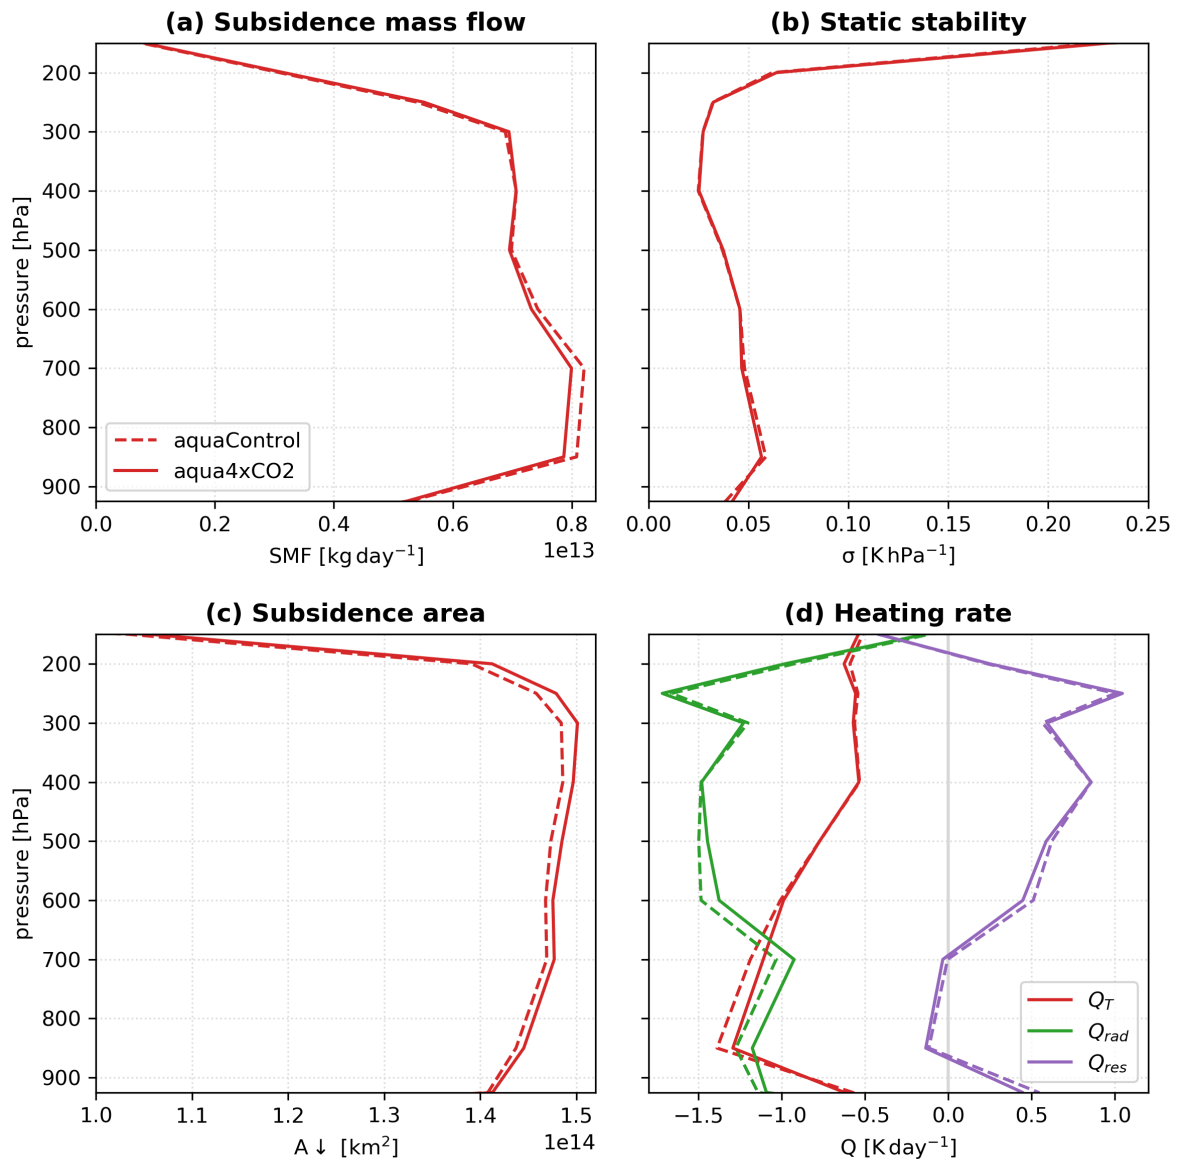 (a) Subsidence mass flow
200
300
400
500
600
700
800
900
pressure [hPa]
aquaControl
aqua4xCO2
0.0 0.2 0.4 0.6 0.8
1e13
SMF [kg day⁻¹]
(b) Static stability
0.00 0.05 0.10 0.15 0.20 0.25
σ [K hPa⁻¹]
(c) Subsidence area
200
300
400
500
600
700
800
900
pressure [hPa]
1.0 1.1 1.2 1.3 1.4 1.5
1e14
A↓ [km²]
(d) Heating rate
Q_T
Q_rad
Q_res
−1.5 −1.0 −0.5 0.0 0.5 1.0
Q [K day⁻¹]